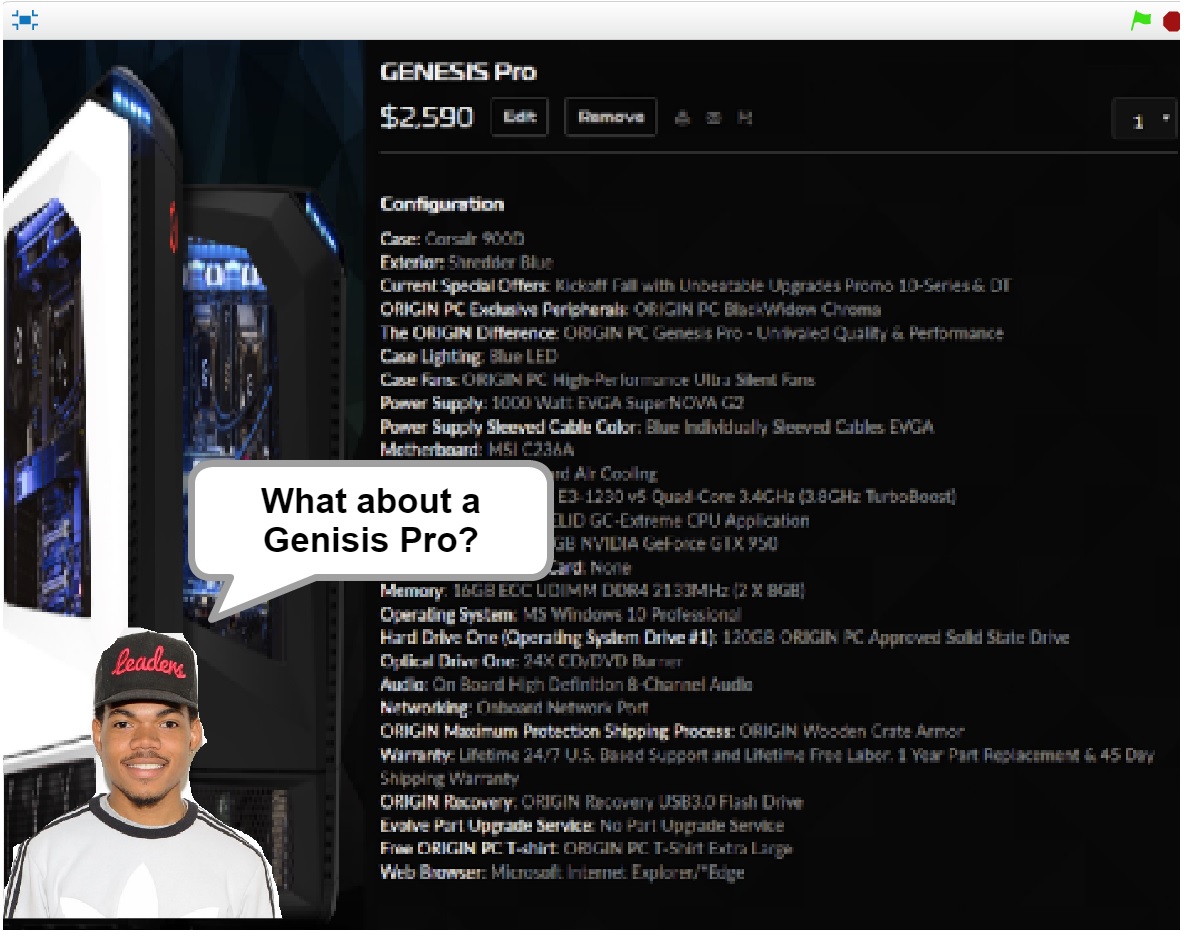 GENESIS Pro
$2,590 Edit Remove 1
Configuration
Case: Corsair 900D
Exterior: Shredder Blue
Current Special Offers: Kickoff Fall with Unbeatable Upgrades Promo 10-Series & DT
ORIGIN PC Exclusive Peripherals: ORIGIN PC BlackWidow Chroma
The ORIGIN Difference: ORIGIN PC Genesis Pro - Unrivaled Quality & Performance
Case Lighting: Blue LED
Case Fans: ORIGIN PC High-Performance Ultra Silent Fans
Power Supply: 1000 Watt EVGA SuperNOVA G2
Power Supply Sleeved Cable Color: Blue Individually Sleeved Cables EVGA
Motherboard: MSI C236A
rd Air Cooling
E3-1230 v5 Quad-Core 3.4GHz (3.8GHz TurboBoost)
ELID GC-Extreme CPU Application
GB NVIDIA GeForce GTX 950
Card: None
What about a
Genisis Pro?
Memory: 16GB ECC UDIMM DDR4 2133MHz (2 X 8GB)
Operating System: MS Windows 10 Professional
Hard Drive One (Operating System Drive #1): 120GB ORIGIN PC Approved Solid State Drive
Optical Drive One: 24X CD/DVD Burner
Audio: On Board High Definition 8-Channel Audio
Networking: Onboard Network Port
ORIGIN Maximum Protection Shipping Process: ORIGIN Wooden Crate Armor
Warranty: Lifetime 24/7 U.S. Based Support and Lifetime Free Labor. 1 Year Part Replacement & 45 Day
Shipping Warranty
ORIGIN Recovery: ORIGIN Recovery USB3.0 Flash Drive
Evolve Part Upgrade Service: No Part Upgrade Service
Free ORIGIN PC T-shirt: ORIGIN PC T-Shirt Extra Large
Web Browser: Microsoft Internet Explorer/"Edge
Leaders